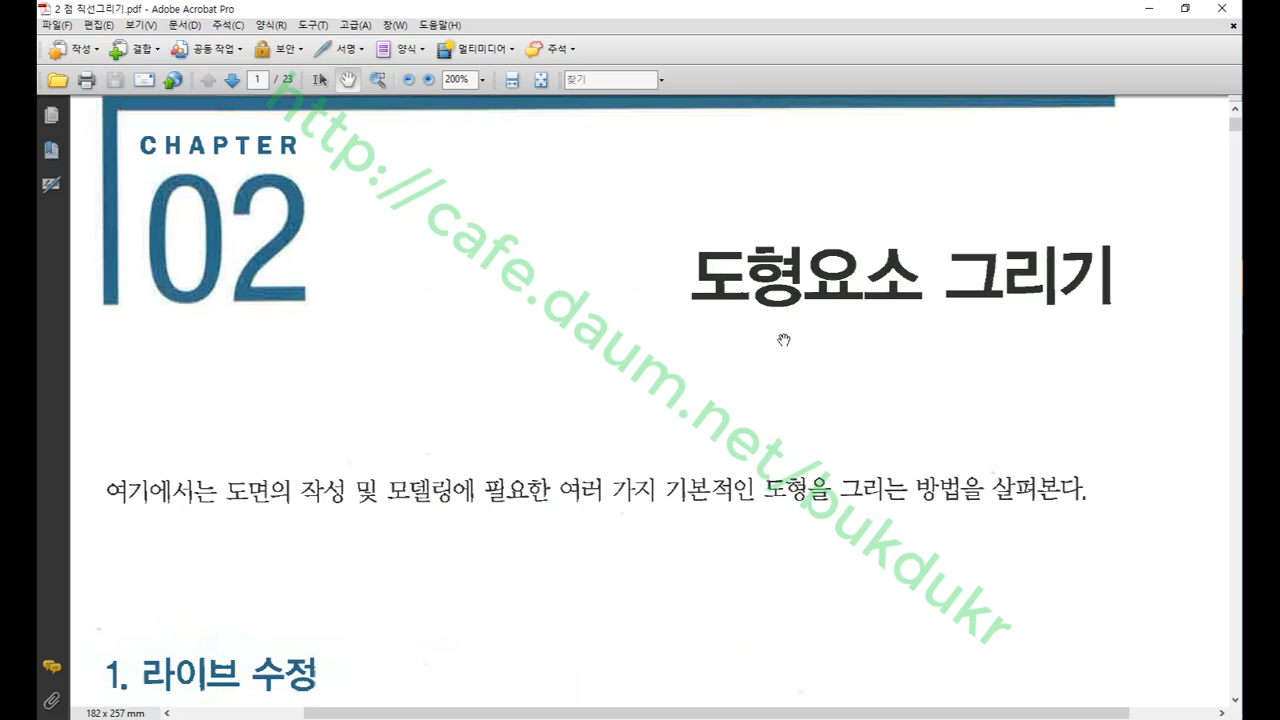 2 점 직선그리기.pdf - Adobe Acrobat Pro
파일(F) 편집(E) 보기(V) 문서(D) 주석(C) 양식(R) 도구(T) 고급(A) 창(W) 도움말(H)
작성 결합 공동 작업 보안 서명 양식 멀티미디어 주석
1 / 23 200% 찾기
CHAPTER
02
도형요소 그리기
http://cafe.daum.net/bukdukr
여기에서는 도면의 작성 및 모델링에 필요한 여러 가지 기본적인 도형을 그리는 방법을 살펴본다.
1. 라이브 수정
182 x 257 mm